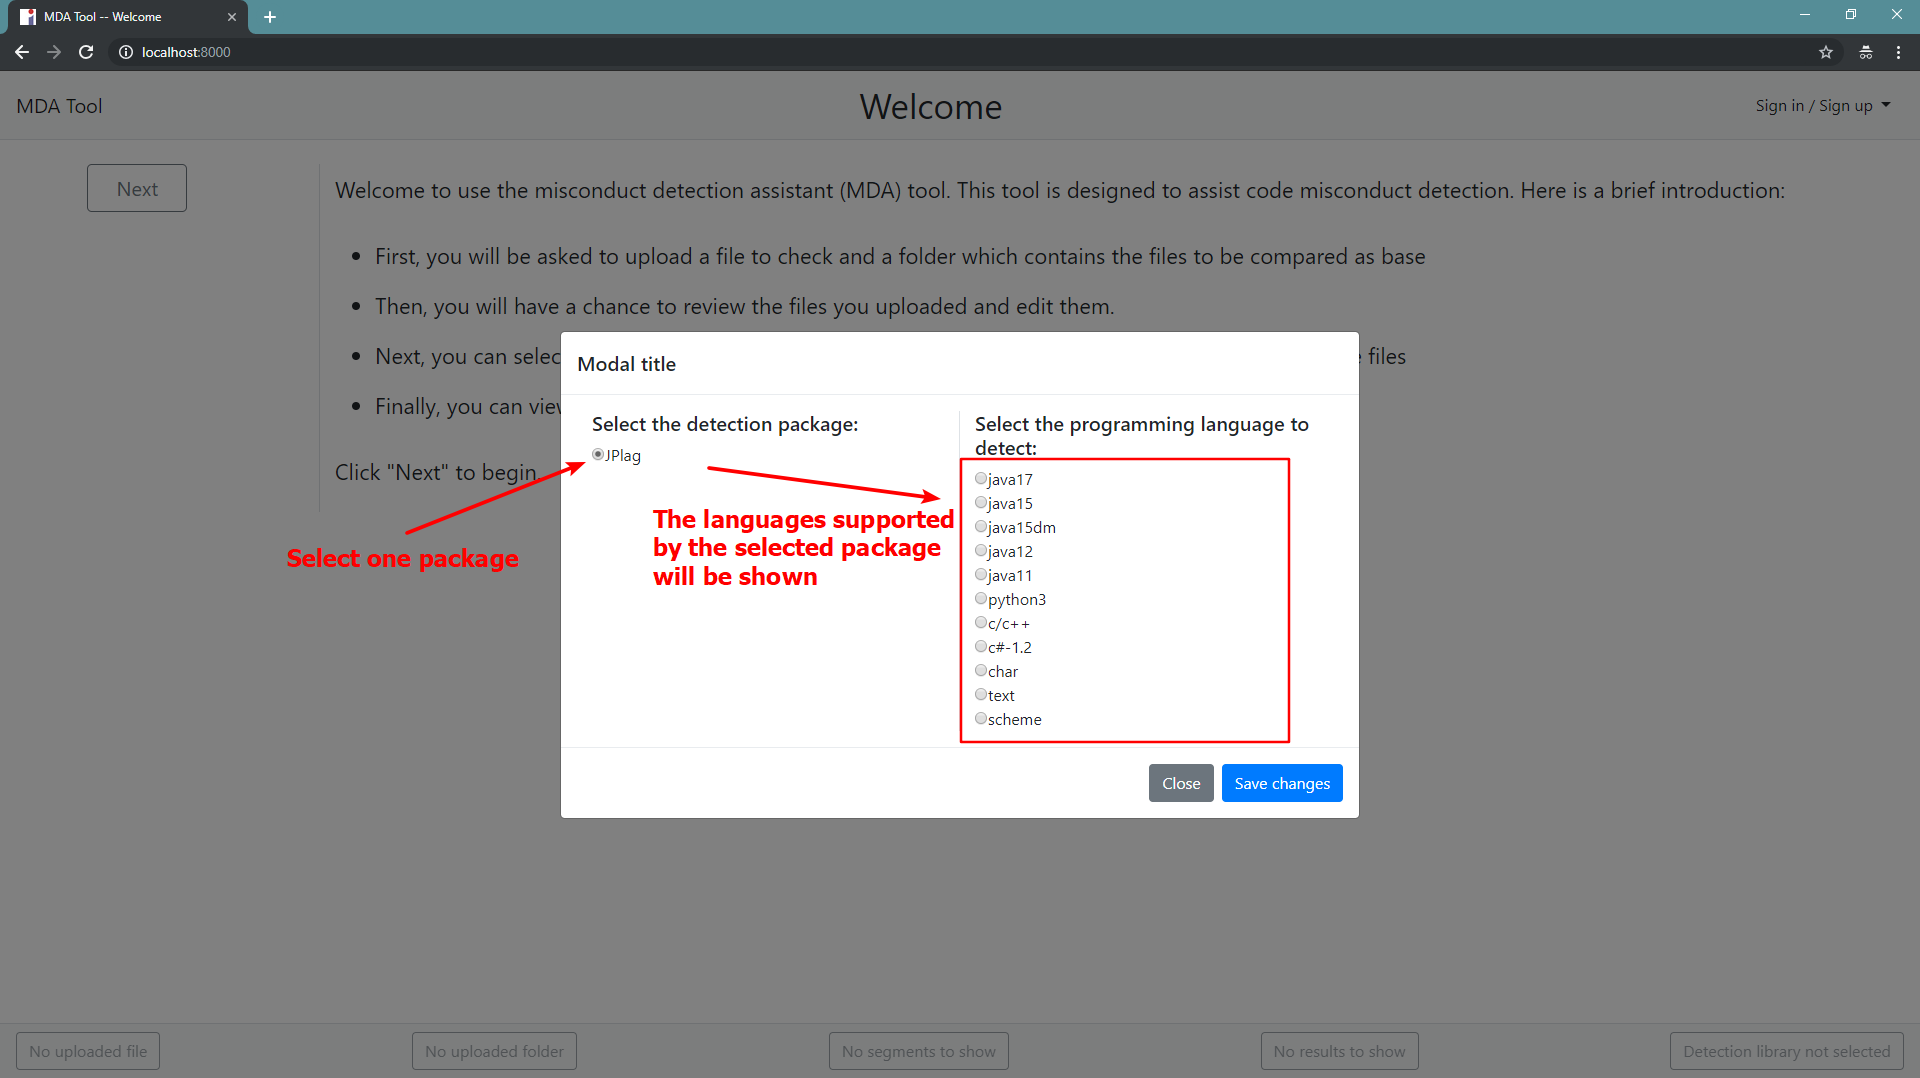 MDA Tool -- Welcome
localhost:8000
MDA Tool
Welcome
Sign in / Sign up
Next
Welcome to use the misconduct detection assistant (MDA) tool. This tool is designed to assist code misconduct detection. Here is a brief introduction:
First, you will be asked to upload a file to check and a folder which contains the files to be compared as base
Then, you will have a chance to review the files you uploaded and edit them.
Next, you can selec
files
Finally, you can view
Click "Next" to begin.
Modal title
Select the detection package:
JPlag
Select one package
The languages supported
by the selected package
will be shown
Select the programming language to
detect:
java17
java15
java15dm
java12
java11
python3
c/c++
c#-1.2
char
text
scheme
Close
Save changes
No uploaded file
No uploaded folder
No segments to show
No results to show
Detection library not selected